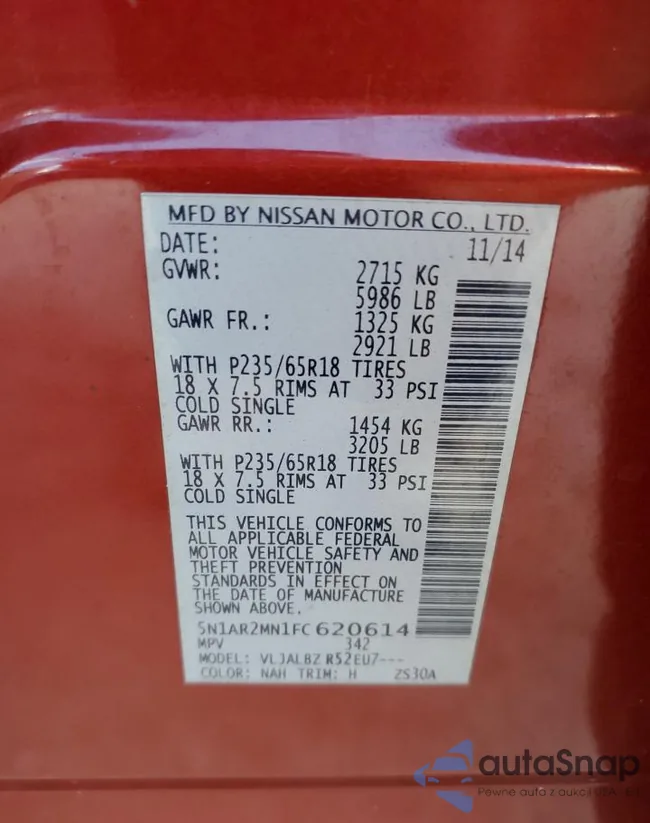 MFD BY NISSAN MOTOR CO., LTD.
DATE: 11/14
GVWR: 2715 KG
5986 LB
GAWR FR.: 1325 KG
2921 LB
WITH P235/65R18 TIRES
18 X 7.5 RIMS AT 33 PSI
COLD SINGLE
GAWR RR.: 1454 KG
3205 LB
WITH P235/65R18 TIRES
18 X 7.5 RIMS AT 33 PSI
COLD SINGLE
THIS VEHICLE CONFORMS TO
ALL APPLICABLE FEDERAL
MOTOR VEHICLE SAFETY AND
THEFT PREVENTION
STANDARDS IN EFFECT ON
THE DATE OF MANUFACTURE
SHOWN ABOVE.
5N1AR2MN1FC620614
MPV 342
MODEL: VLJALBZ R52EU7---
COLOR: NAH TRIM: H ZS30A
autaSnap
Pewne auta z aukcji